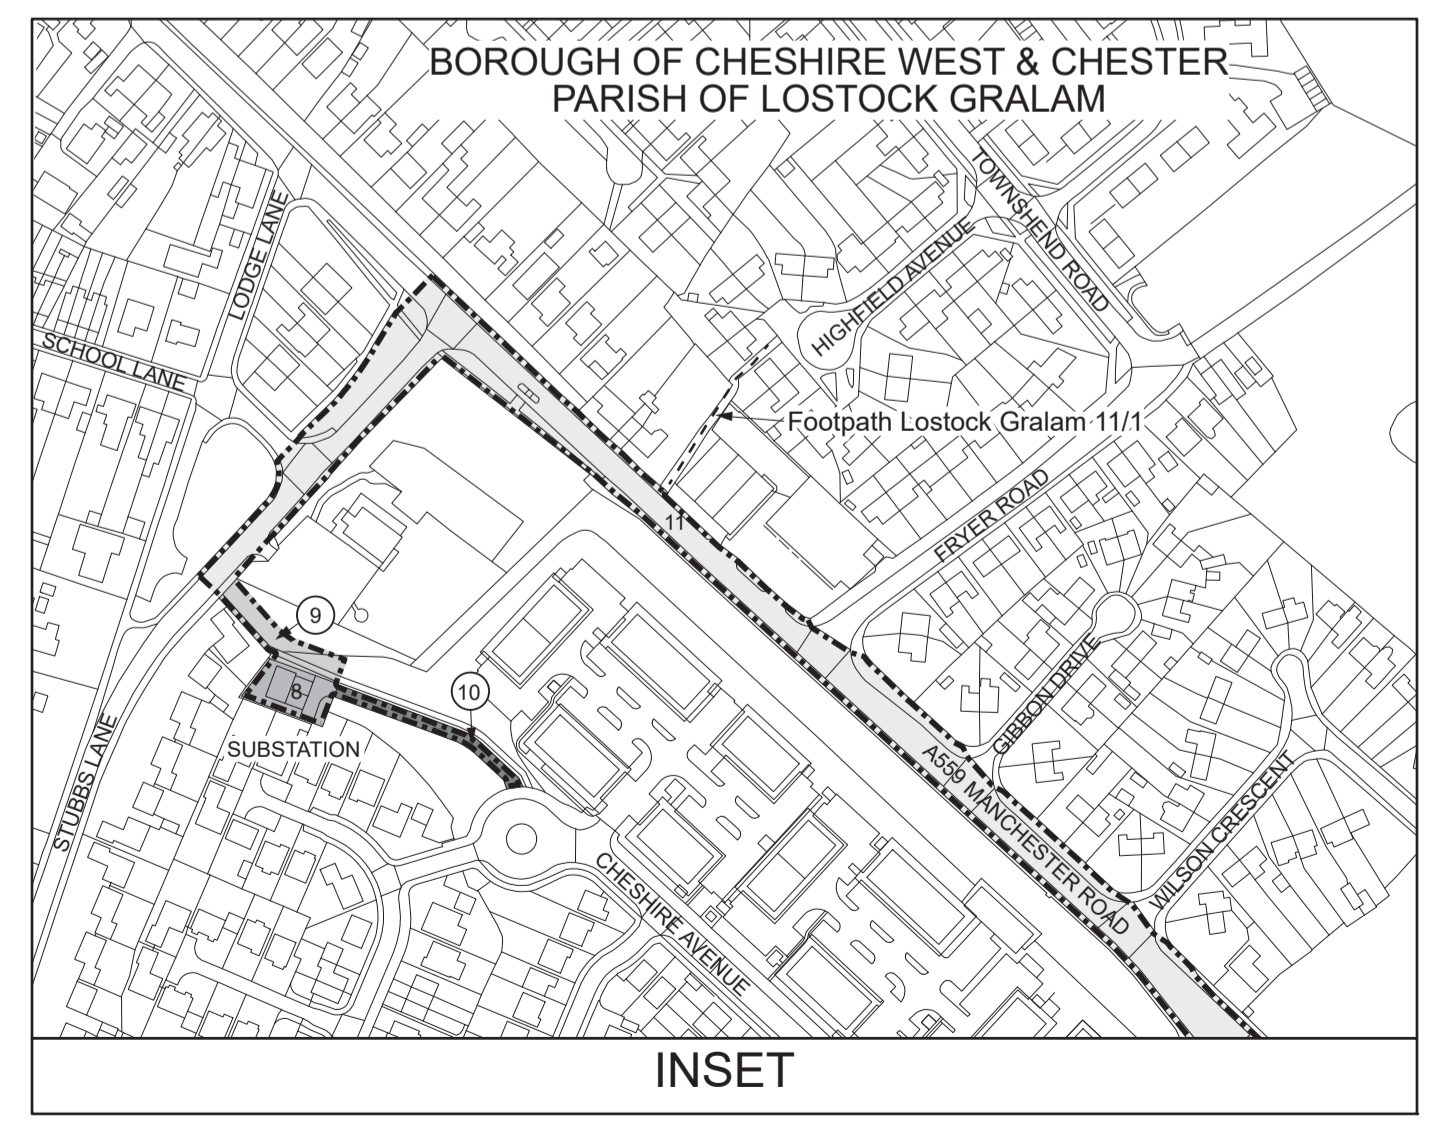 BOROUGH OF CHESHIRE WEST & CHESTER
PARISH OF LOSTOCK GRALAM
TOWNSHEND ROAD
LODGE LANE
HIGHFIELD AVENUE
SCHOOL LANE
Footpath Lostock Gralam 11/1
11
FRYER ROAD
9
8
10
GIBBON DRIVE
SUBSTATION
STUBBS LANE
A559 MANCHESTER ROAD
WILSON CRESCENT
CHESHIRE AVENUE
INSET